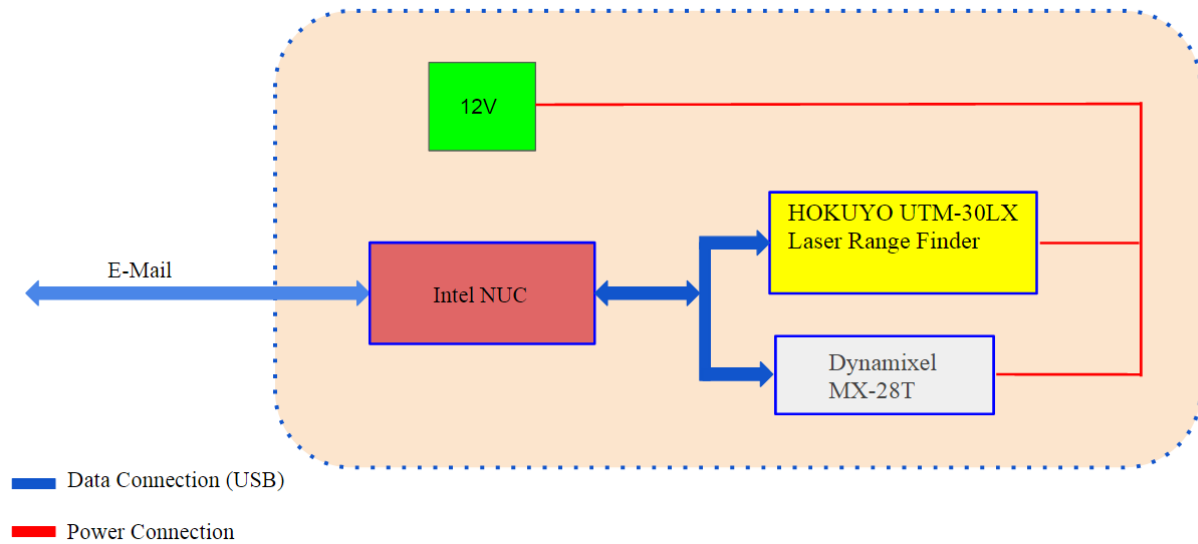 12V
HOKUYO UTM-30LX
Laser Range Finder
E-Mail
Intel NUC
Dynamixel
MX-28T
Data Connection (USB)
Power Connection